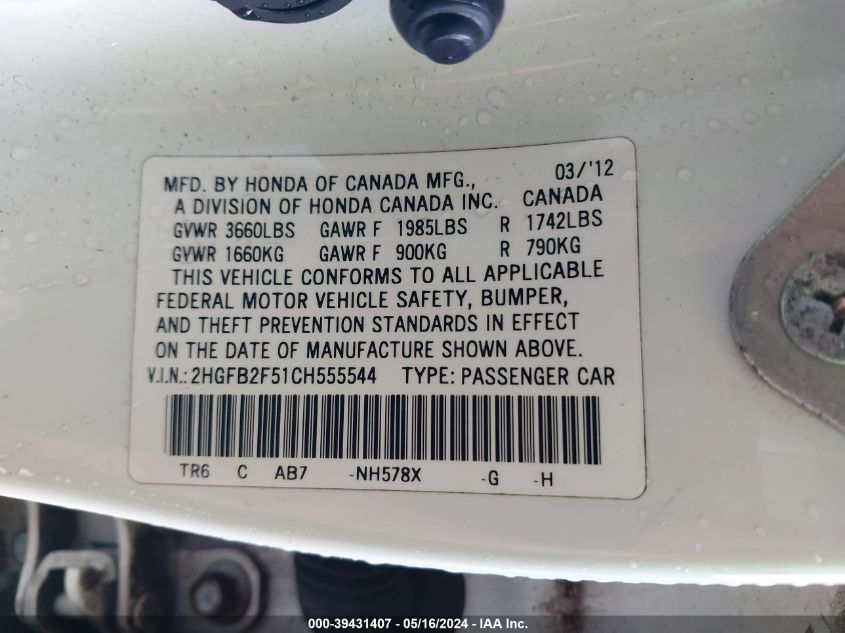 03/'12
MFD. BY HONDA OF CANADA MFG.,
A DIVISION OF HONDA CANADA INC. CANADA
GVWR 3660LBS GAWR F 1985LBS R 1742LBS
GVWR 1660KG GAWR F 900KG R 790KG
THIS VEHICLE CONFORMS TO ALL APPLICABLE
FEDERAL MOTOR VEHICLE SAFETY, BUMPER,
AND THEFT PREVENTION STANDARDS IN EFFECT
ON THE DATE OF MANUFACTURE SHOWN ABOVE.
V.I.N.: 2HGFB2F51CH555544 TYPE: PASSENGER CAR
TR6 C AB7 -NH578X -G -H
000-39431407 - 05/16/2024 - IAA Inc.